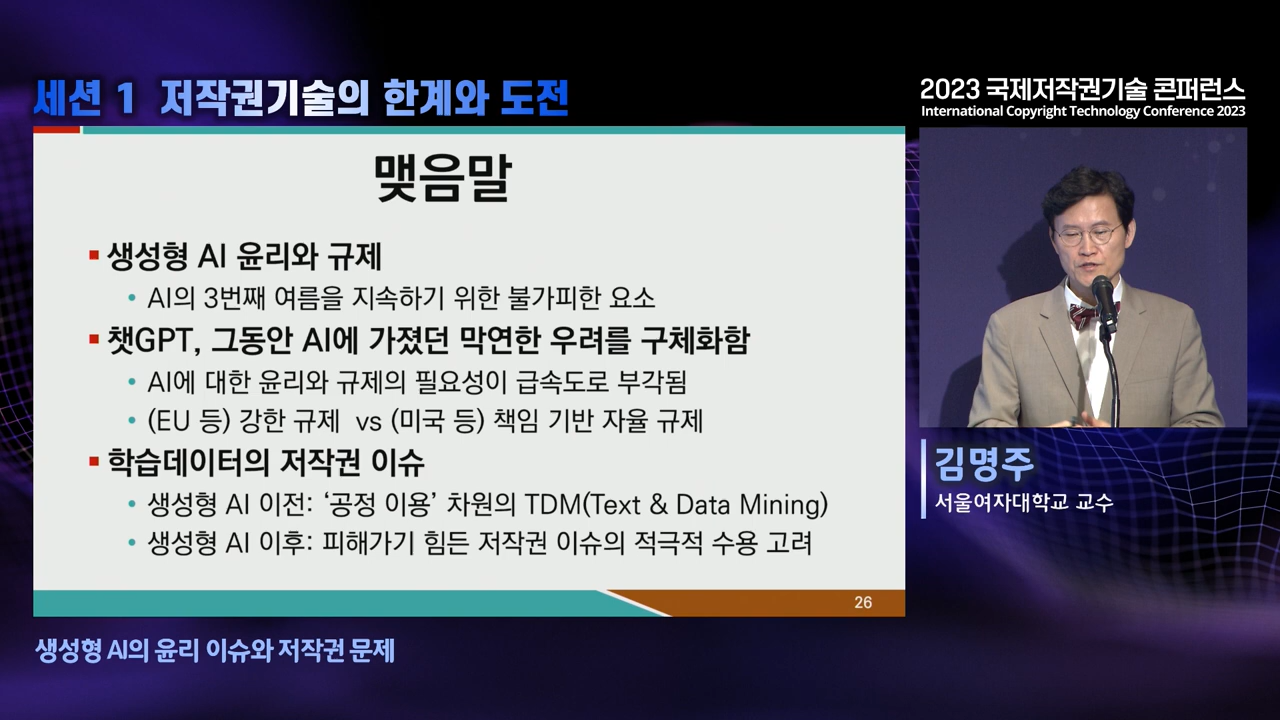 세션 1 저작권기술의 한계와 도전
2023 국제저작권기술 콘퍼런스
International Copyright Technology Conference 2023
맺음말
생성형 AI 윤리와 규제
AI의 3번째 여름을 지속하기 위한 불가피한 요소
챗GPT, 그동안 AI에 가졌던 막연한 우려를 구체화함
AI에 대한 윤리와 규제의 필요성이 급속도로 부각됨
(EU 등) 강한 규제 vs (미국 등) 책임 기반 자율 규제
학습데이터의 저작권 이슈
생성형 AI 이전: ‘공정 이용’ 차원의 TDM(Text & Data Mining)
생성형 AI 이후: 피해가기 힘든 저작권 이슈의 적극적 수용 고려
26
김명주
서울여자대학교 교수
생성형 AI의 윤리 이슈와 저작권 문제